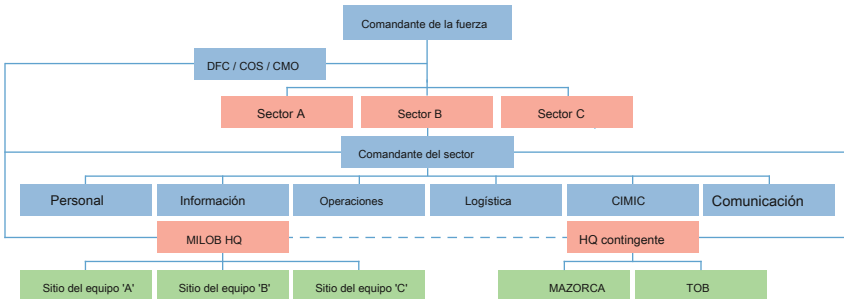 Comandante de la fuerza
DFC / COS / CMO
Sector A
Sector B
Sector C
Comandante del sector
Personal
Información
Operaciones
Logística
CIMIC
Comunicación
MILOB HQ
HQ contingente
Sitio del equipo 'A'
Sitio del equipo 'B'
Sitio del equipo 'C'
MAZORCA
TOB